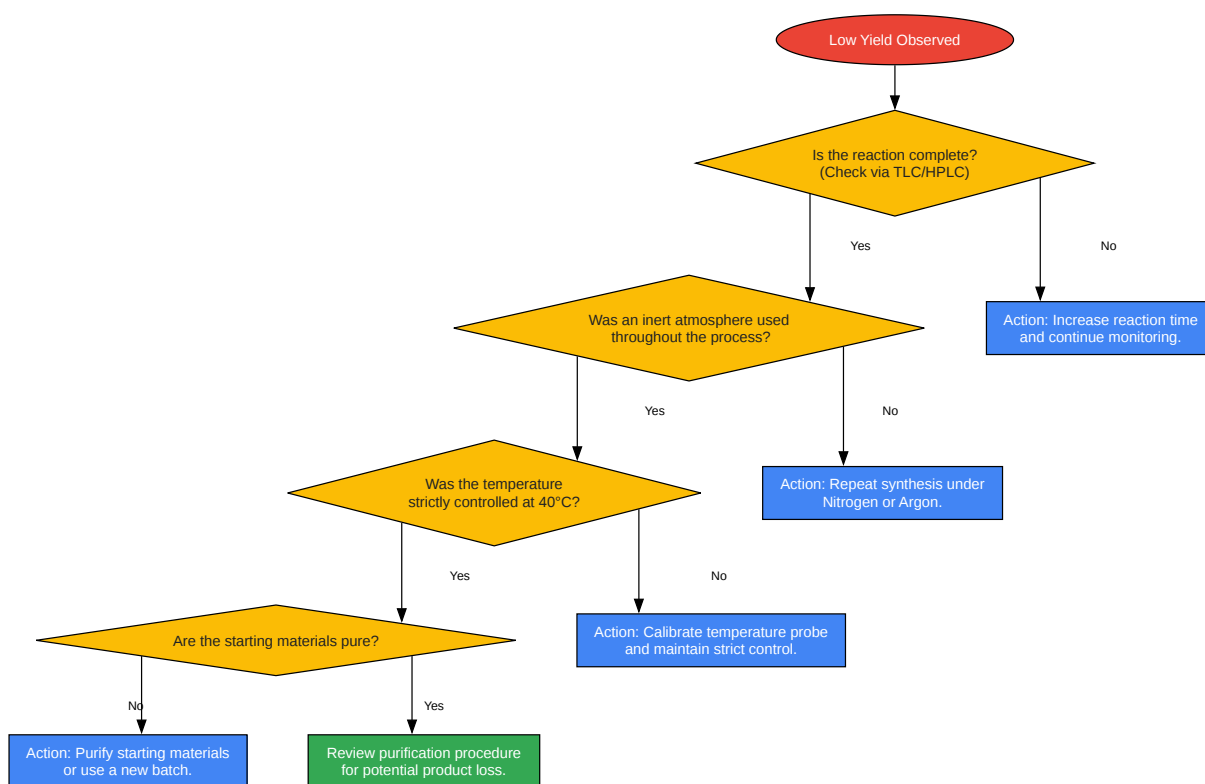 Low Yield Observed
Is the reaction complete?
(Check via TLC/HPLC)
Yes
No
Was an inert atmosphere used
throughout the process?
Action: Increase reaction time
and continue monitoring.
Yes
No
Was the temperature
strictly controlled at 40°C?
Action: Repeat synthesis under
Nitrogen or Argon.
Yes
No
Are the starting materials pure?
Action: Calibrate temperature probe
and maintain strict control.
No
Yes
Action: Purify starting materials
or use a new batch.
Review purification procedure
for potential product loss.